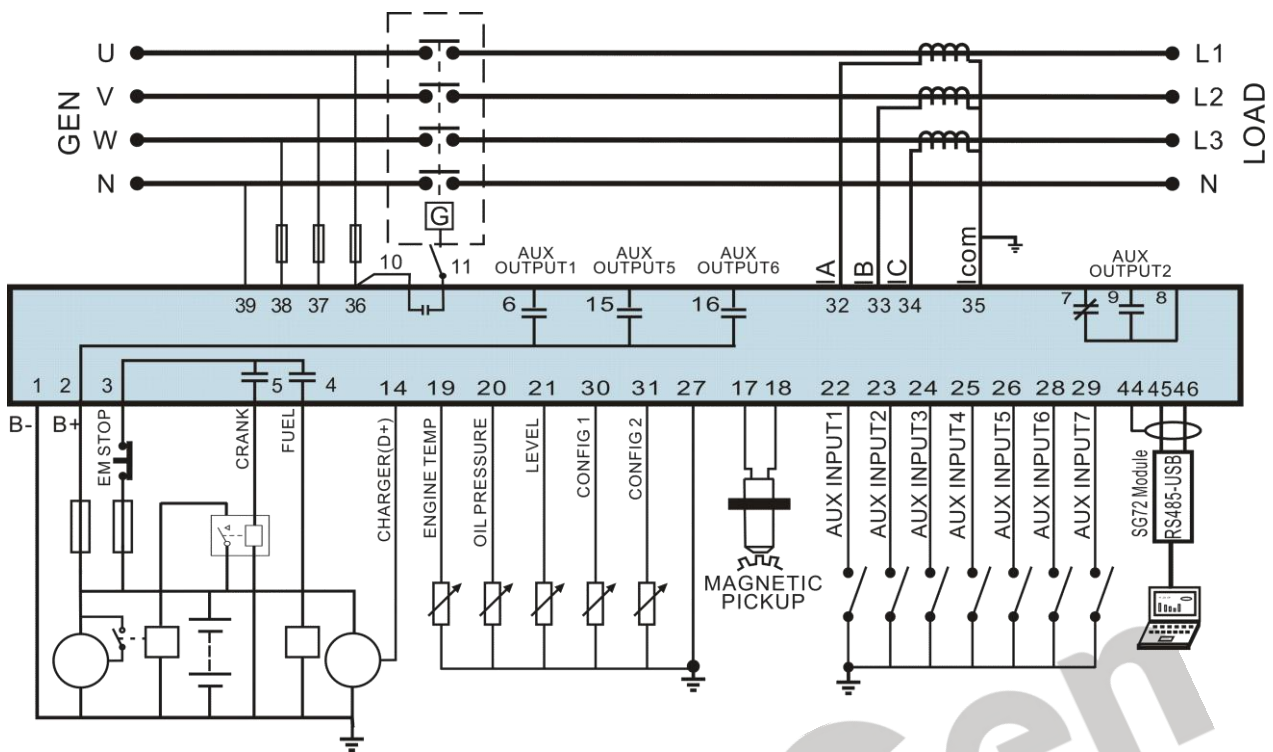 U
L1
V
L2
W
L3
N
N
GEN
LOAD
G
10
11
AUX
OUTPUT1
AUX
OUTPUT5
AUX
OUTPUT6
IA
IB
IC
Icom
AUX
OUTPUT2
39
38
37
36
6
15
16
32
33
34
35
7
9
8
1
2
3
5
4
14
19
20
21
30
31
27
17
18
22
23
24
25
26
28
29
44
45
46
B-
B+
EM STOP
CRANK
FUEL
CHARGER(D+)
ENGINE TEMP
OIL PRESSURE
LEVEL
CONFIG 1
CONFIG 2
MAGNETIC
PICKUP
AUX INPUT1
AUX INPUT2
AUX INPUT3
AUX INPUT4
AUX INPUT5
AUX INPUT6
AUX INPUT7
SG72 Module
RS485-USB
Gen